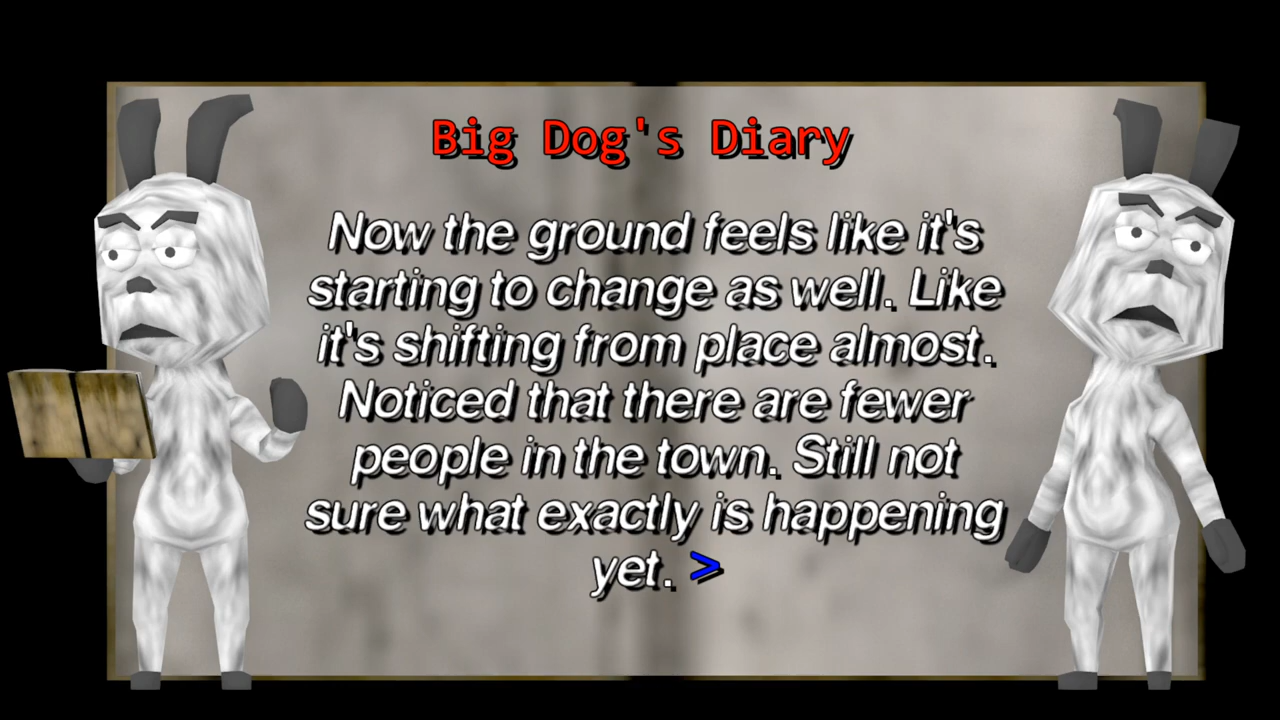 Big Dog's Diary
Now the ground feels like it's
starting to change as well. Like
it's shifting from place almost.
Noticed that there are fewer
people in the town. Still not
sure what exactly is happening
yet. >